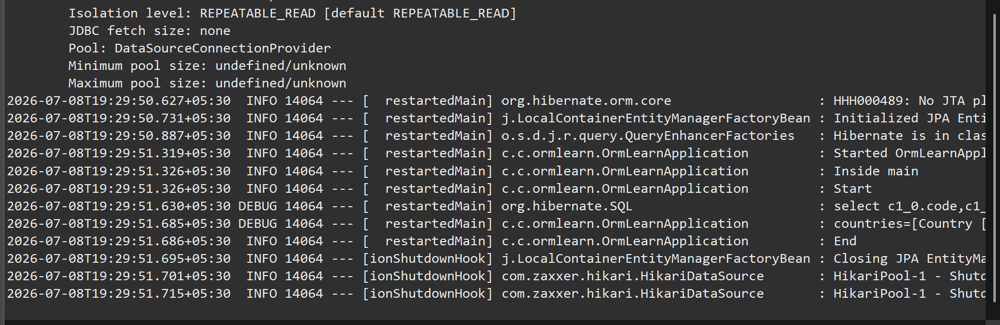 Isolation level: REPEATABLE_READ [default REPEATABLE_READ]
JDBC fetch size: none
Pool: DataSourceConnectionProvider
Minimum pool size: undefined/unknown
Maximum pool size: undefined/unknown
2026-07-08T19:29:50.627+05:30  INFO 14064 --- [  restartedMain] org.hibernate.orm.core                   : HHH000489: No JTA pl
2026-07-08T19:29:50.731+05:30  INFO 14064 --- [  restartedMain] j.LocalContainerEntityManagerFactoryBean : Initialized JPA Enti
2026-07-08T19:29:50.887+05:30  INFO 14064 --- [  restartedMain] o.s.d.j.r.query.QueryEnhancerFactories   : Hibernate is in clas
2026-07-08T19:29:51.319+05:30  INFO 14064 --- [  restartedMain] c.c.ormlearn.OrmLearnApplication         : Started OrmLearnAppl
2026-07-08T19:29:51.326+05:30  INFO 14064 --- [  restartedMain] c.c.ormlearn.OrmLearnApplication         : Inside main
2026-07-08T19:29:51.326+05:30  INFO 14064 --- [  restartedMain] c.c.ormlearn.OrmLearnApplication         : Start
2026-07-08T19:29:51.630+05:30 DEBUG 14064 --- [  restartedMain] org.hibernate.SQL                        : select c1_0.code,c1_
2026-07-08T19:29:51.685+05:30 DEBUG 14064 --- [  restartedMain] c.c.ormlearn.OrmLearnApplication         : countries=[Country [
2026-07-08T19:29:51.686+05:30  INFO 14064 --- [  restartedMain] c.c.ormlearn.OrmLearnApplication         : End
2026-07-08T19:29:51.695+05:30  INFO 14064 --- [ionShutdownHook] j.LocalContainerEntityManagerFactoryBean : Closing JPA EntityMa
2026-07-08T19:29:51.701+05:30  INFO 14064 --- [ionShutdownHook] com.zaxxer.hikari.HikariDataSource       : HikariPool-1 - Shutd
2026-07-08T19:29:51.715+05:30  INFO 14064 --- [ionShutdownHook] com.zaxxer.hikari.HikariDataSource       : HikariPool-1 - Shutd